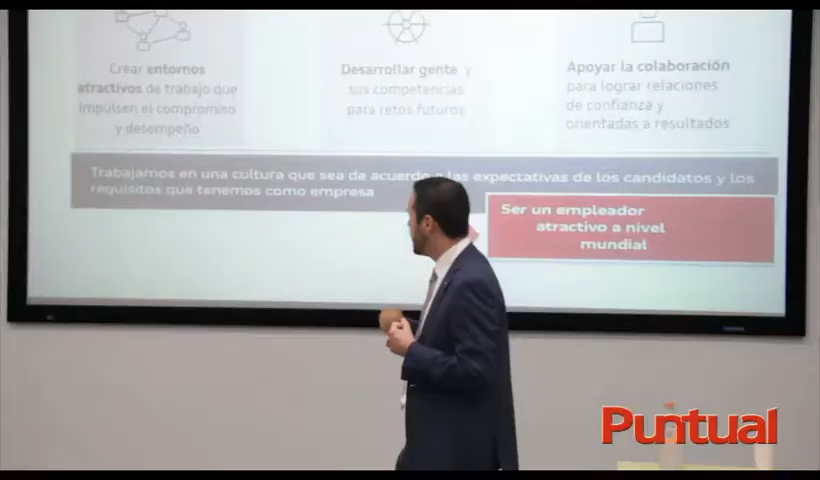 Crear entornos
atractivos de trabajo que
impulsen el compromiso
y desempeño
Desarrollar gente y
sus competencias
para retos futuros
Apoyar la colaboración
para lograr relaciones
de confianza y
orientadas a resultados
Trabajamos en una cultura que sea de acuerdo a las expectativas de los candidatos y los
requisitos que tenemos como empresa
Ser un empleador
atractivo a nivel
mundial
Puntual